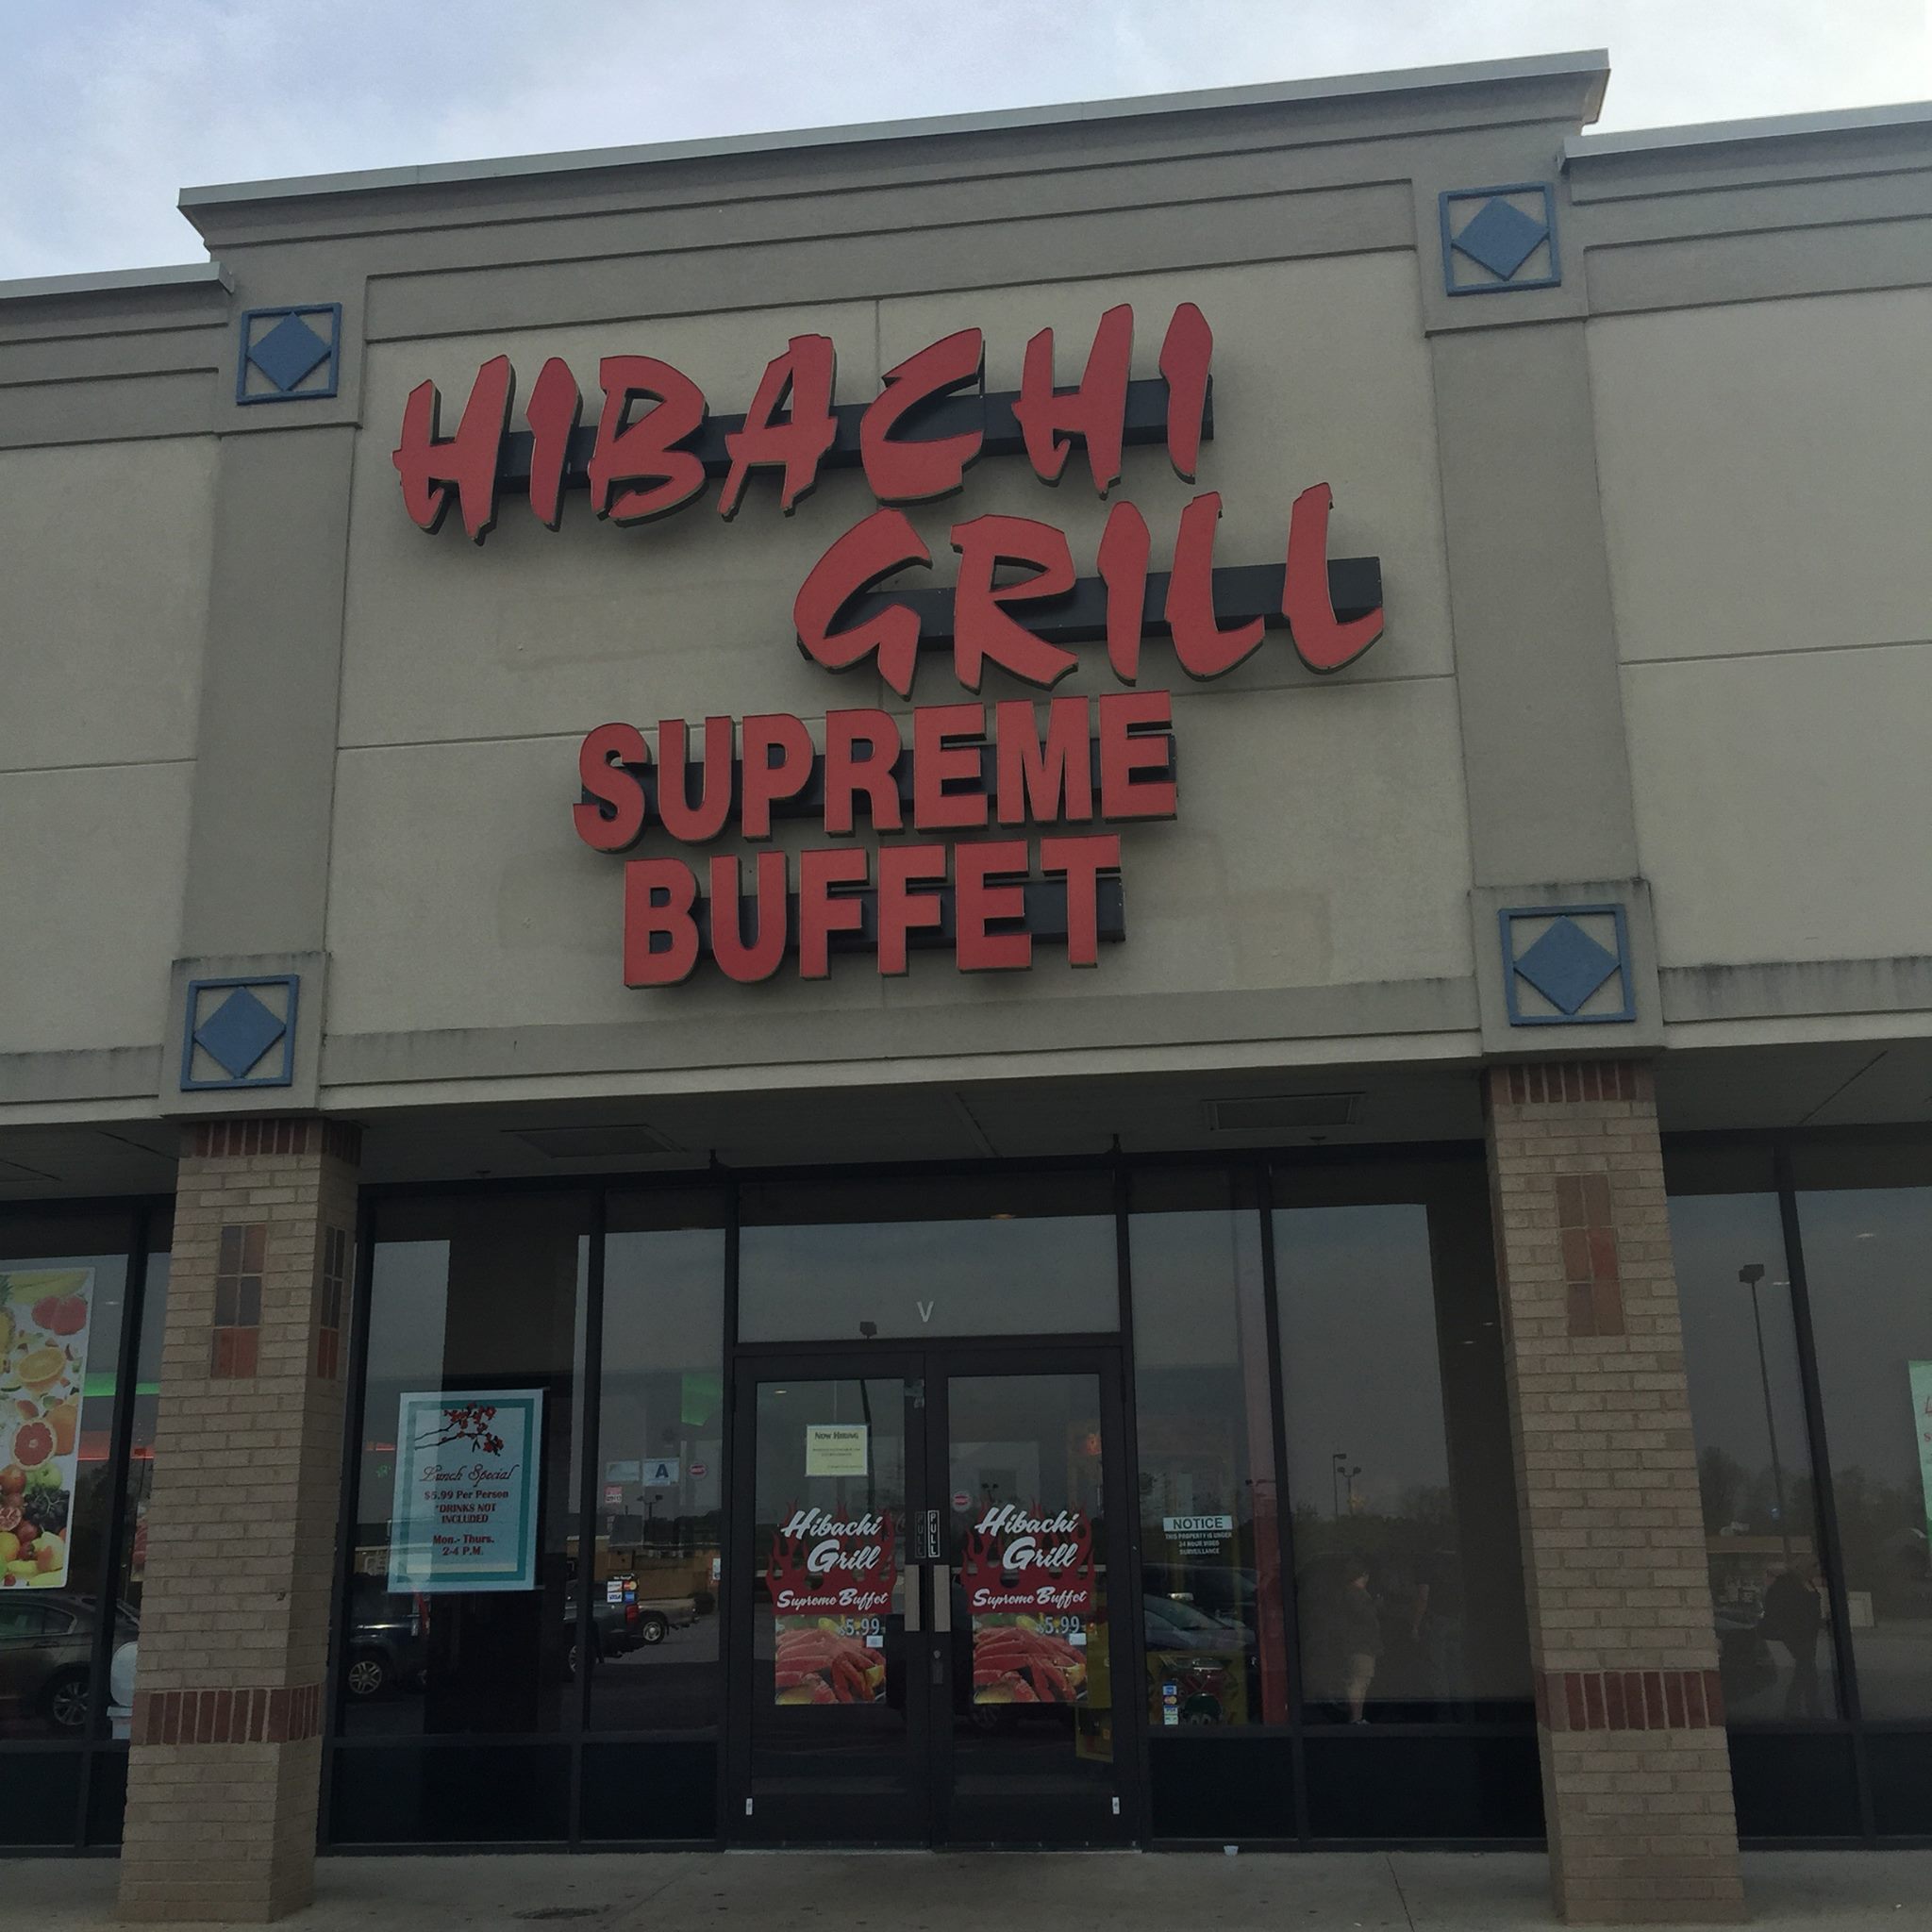 HIBACHI
GRILL
SUPREME
BUFFET
V
Lunch Special
$5.99 Per Person
*DRINKS NOT
INCLUDED
Mon.- Thurs.
2-4 P.M.
A
NOW HIRING
Hibachi
Grill
Supreme Buffet
$5.99
PULL
PULL
Hibachi
Grill
Supreme Buffet
$5.99
NOTICE
THIS PROPERTY IS UNDER
24 HOUR VIDEO
SURVEILLANCE